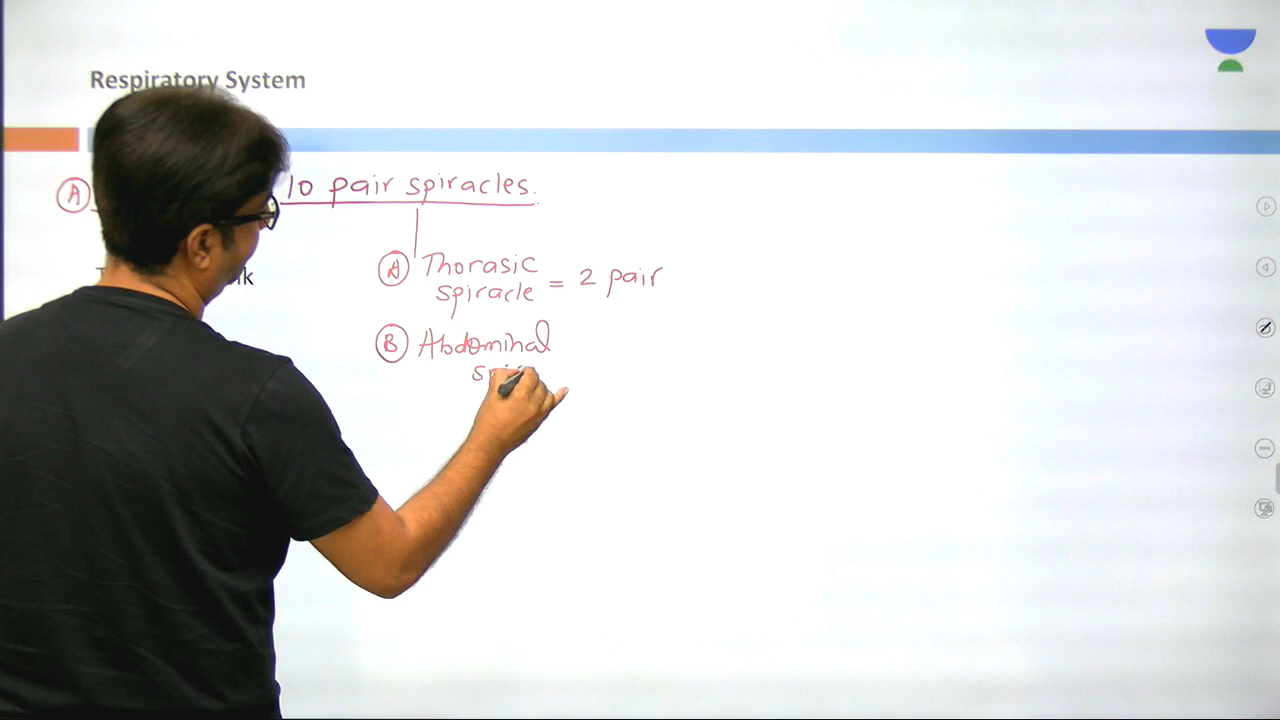 Respiratory System
A 10 pair spiracles.
A Thorasic
spiracle = 2 pair
B Abdominal